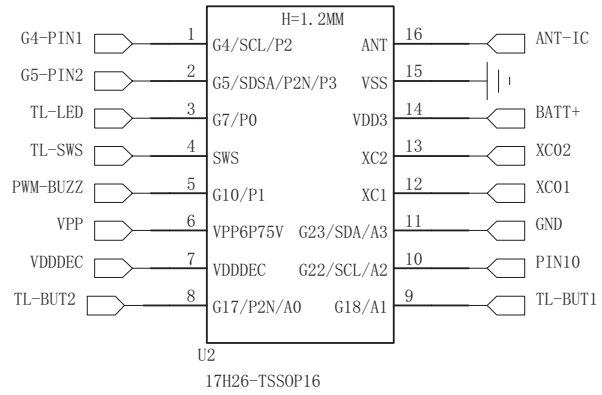 H=1.2MM
G4-PIN1 1 G4/SCL/P2 ANT 16 ANT-IC
G5-PIN2 2 G5/SDSA/P2N/P3 VSS 15
TL-LED 3 G7/P0 VDD3 14 BATT+
TL-SWS 4 SWS XC2 13 XCO2
PWM-BUZZ 5 G10/P1 XC1 12 XCO1
VPP 6 VPP6P75V G23/SDA/A3 11 GND
VDDDEC 7 VDDDEC G22/SCL/A2 10 PIN10
TL-BUT2 8 G17/P2N/A0 G18/A1 9 TL-BUT1
U2
17H26-TSSOP16